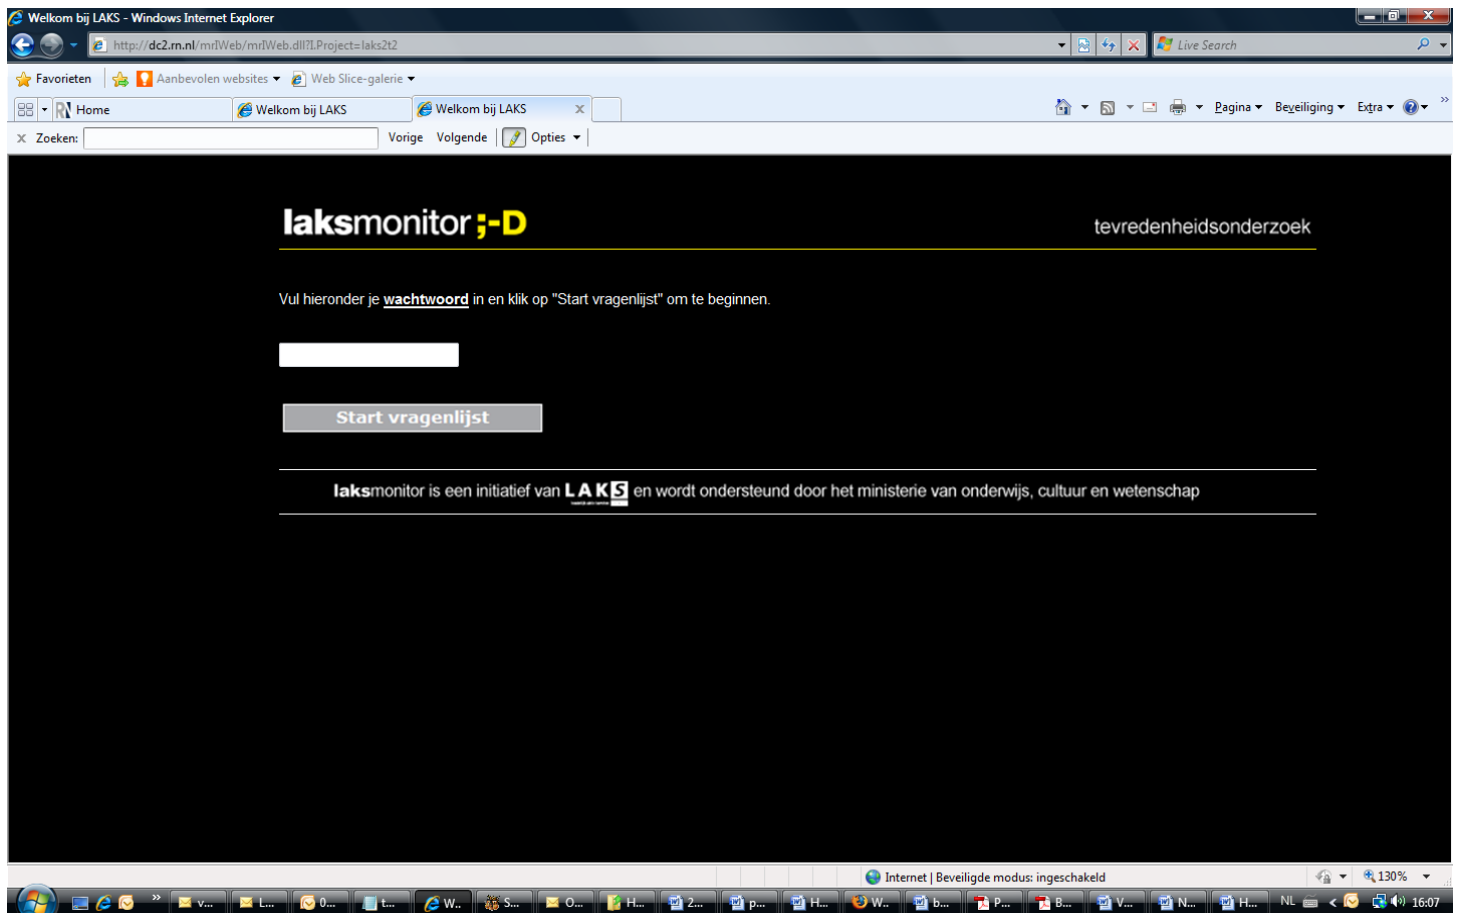 Welkom bij LAKS - Windows Internet Explorer
http://dc2.rn.nl/mrIWeb/mrIWeb.dll?I.Project=laks2t2
Live Search
Favorieten Aanbevolen websites Web Slice-galerie
Home Welkom bij LAKS Welkom bij LAKS x Pagina Beveiliging Extra »
x Zoeken: Vorige Volgende Opties
laksmonitor ;-D tevredenheidsonderzoek
Vul hieronder je wachtwoord in en klik op "Start vragenlijst" om te beginnen.
Start vragenlijst
laksmonitor is een initiatief van LAKS en wordt ondersteund door het ministerie van onderwijs, cultuur en wetenschap
Internet | Beveiligde modus: ingeschakeld 130%
» v... L... 0... t... W.. S... O... H... 2... p... H... W.. b... P... B... V... N... H... NL < 16:07